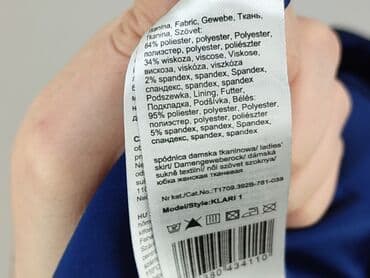 Tkanina, Fabric, Gewebe, Ткань,
Tkanina, Szövet:
64% poliester, polyester, Polyester,
полиэстер, polyester, poliészter
34% wiskoza, viscose, Viskose,
вискоза, viskóza, viszkóza
2% spandex, spandex, Spandex,
спандекс, spandex, spandex
Podszewka, Lining, Futter,
Подкладка, Podšívka, Bélés:
95% poliester, polyester, Polyester,
полиэстер, polyester, poliészter
5% spandex, spandex, Spandex,
спандекс, spandex, spandex
spódnica damska tkaninowa/ ladies'
skirt/ Damengeweberock/ dámská
sukně textilní/ női szövet szoknya/
юбка женская тканевая
Nr kat./Cat.No.:T1709.3929-781-038
Model/Style:KLARI 1